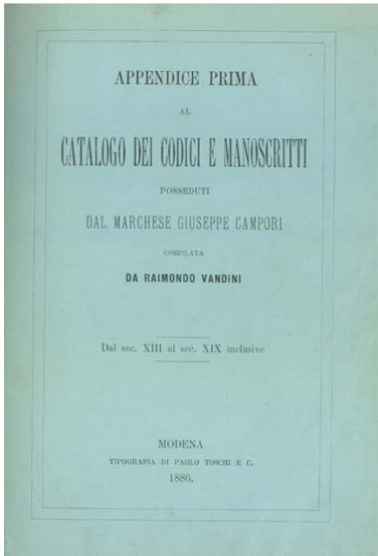 APPENDICE PRIMA
AL
CATALOGO DEI CODICI E MANOSCRITTI
POSSEDUTI
DAL MARCHESE GIUSEPPE CAMPORI
COMPILATA
DA RAIMONDO VANDINI
Dal sec. XIII al sec. XIX inclusive
MODENA
TIPOGRAFIA DI PAOLO TOSCHI E C.
1886.